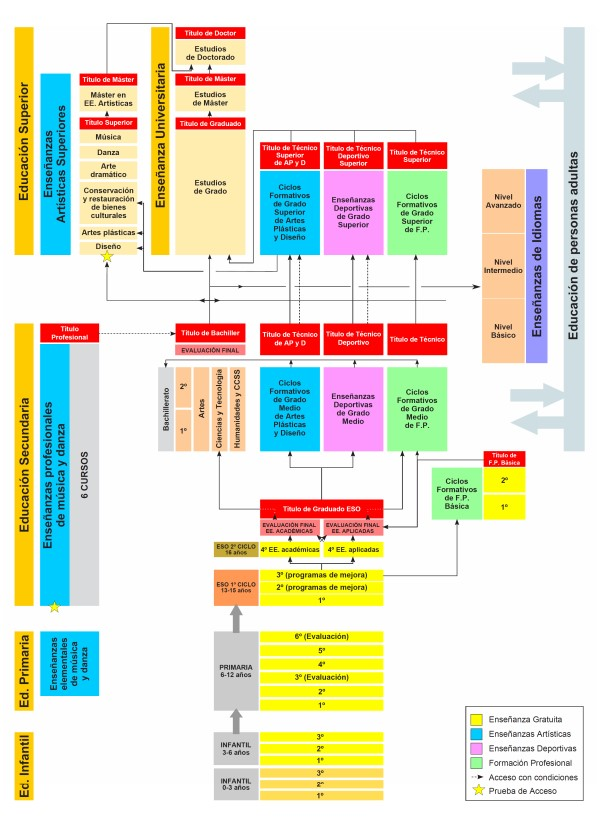 Educación Superior
Enseñanzas
Artísticas Superiores
Título de Máster
Máster en
EE. Artísticas
Título Superior
Música
Danza
Arte
dramático
Conservación
y restauración
de bienes
culturales
Artes plásticas
Diseño
Enseñanza Universitaria
Título de Doctor
Estudios
de Doctorado
Título de Máster
Estudios
de Máster
Título de Graduado
Estudios
de Grado
Título de Técnico
Superior
de AP y D
Ciclos
Formativos
de Grado
Superior
de Artes
Plásticas
y Diseño
Título de Técnico
Deportivo
Superior
Enseñanzas
Deportivas
de Grado
Superior
Título de Técnico
Superior
Ciclos
Formativos
de Grado
Superior
de F.P.
Nivel
Avanzado
Nivel
Intermedio
Nivel
Básico
Enseñanzas de Idiomas
Educación de personas adultas
Educación Secundaria
Título
Profesional
Enseñanzas profesionales
de música y danza
6 CURSOS
Título de Bachiller
EVALUACIÓN FINAL
Bachillerato
2º
1º
Artes
Ciencias y Tecnología
Humanidades y CCSS
Título de Técnico
de AP y D
Ciclos
Formativos
de Grado
Medio
de Artes
Plásticas
y Diseño
Título de Técnico
Deportivo
Enseñanzas
Deportivas
de Grado
Medio
Título de Técnico
Ciclos
Formativos
de Grado
Medio
de F.P.
Ciclos
Formativos
de F.P.
Básica
Título de
F.P. Básica
2º
1º
Título de Graduado ESO
EVALUACIÓN FINAL
EE. ACADÉMICAS
EVALUACIÓN FINAL
EE. APLICADAS
ESO 2º CICLO
16 años
4º EE. académicas
4º EE. aplicadas
ESO 1º CICLO
13-15 años
3º (programas de mejora)
2º (programas de mejora)
1º
Ed. Primaria
Enseñanzas
elementales
de música
y danza
PRIMARIA
6-12 años
6º (Evaluación)
5º
4º
3º (Evaluación)
2º
1º
Ed. Infantil
INFANTIL
3-6 años
3º
2º
1º
INFANTIL
0-3 años
3º
2º
1º
Enseñanza Gratuita
Enseñanzas Artísticas
Enseñanzas Deportivas
Formación Profesional
Acceso con condiciones
Prueba de Acceso